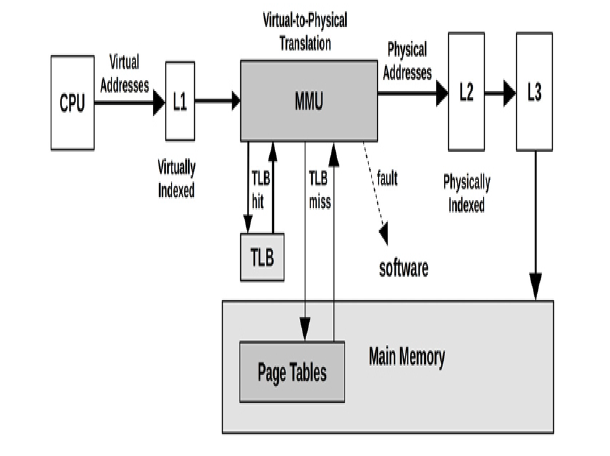 Virtual-to-Physical
Translation
Virtual
Addresses
Physical
Addresses
CPU
L1
MMU
L2
L3
Virtually
Indexed
TLB
hit
TLB
miss
fault
Physically
Indexed
TLB
software
Main Memory
Page Tables